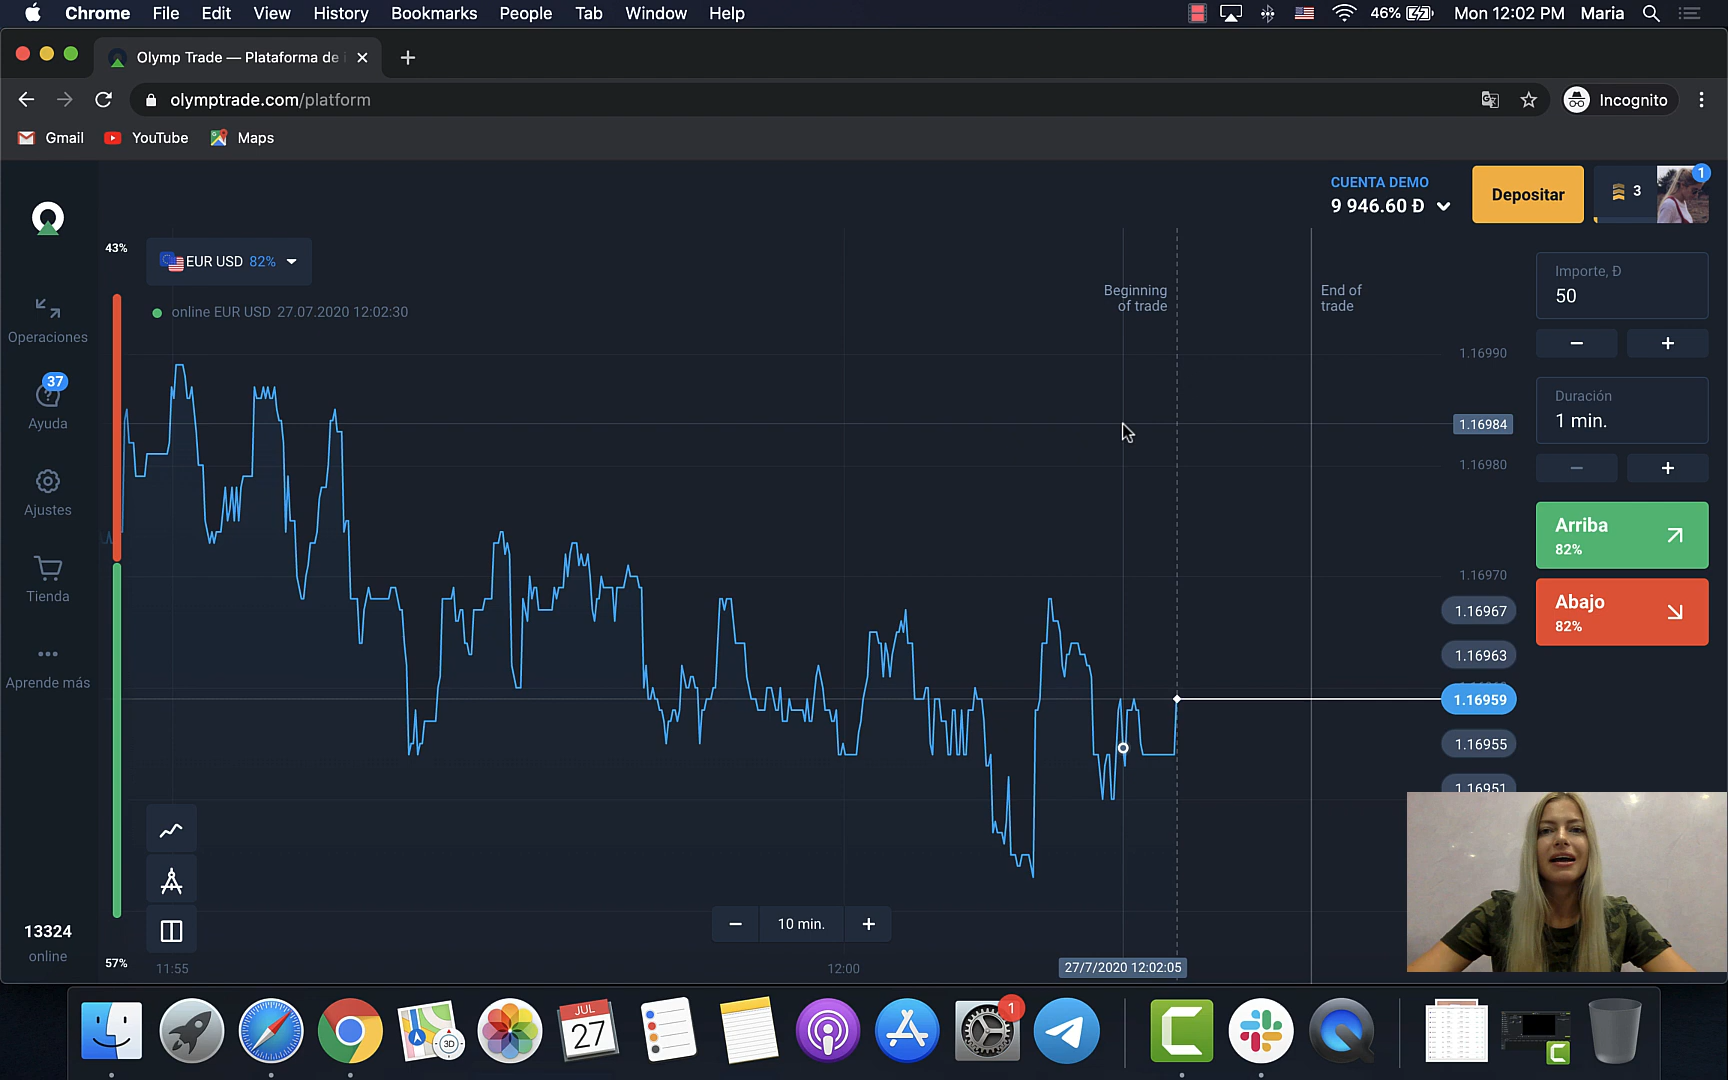 Chrome File Edit View History Bookmarks People Tab Window Help
46% Mon 12:02 PM Maria
Olymp Trade — Plataforma de i
olymptrade.com/platform
Incognito
Gmail YouTube Maps
CUENTA DEMO
9 946.60 Đ
Depositar
3
1
43%
EUR USD 82%
online EUR USD 27.07.2020 12:02:30
Beginning
of trade
End of
trade
Importe, Đ
50
Duración
1 min.
Arriba
82%
Abajo
82%
Operaciones
37
Ayuda
Ajustes
Tienda
Aprende más
13324
online
57%
1.16990
1.16984
1.16980
1.16970
1.16967
1.16963
1.16959
1.16955
1.16951
10 min.
11:55
12:00
27/7/2020 12:02:05
3D
JUL
27
1